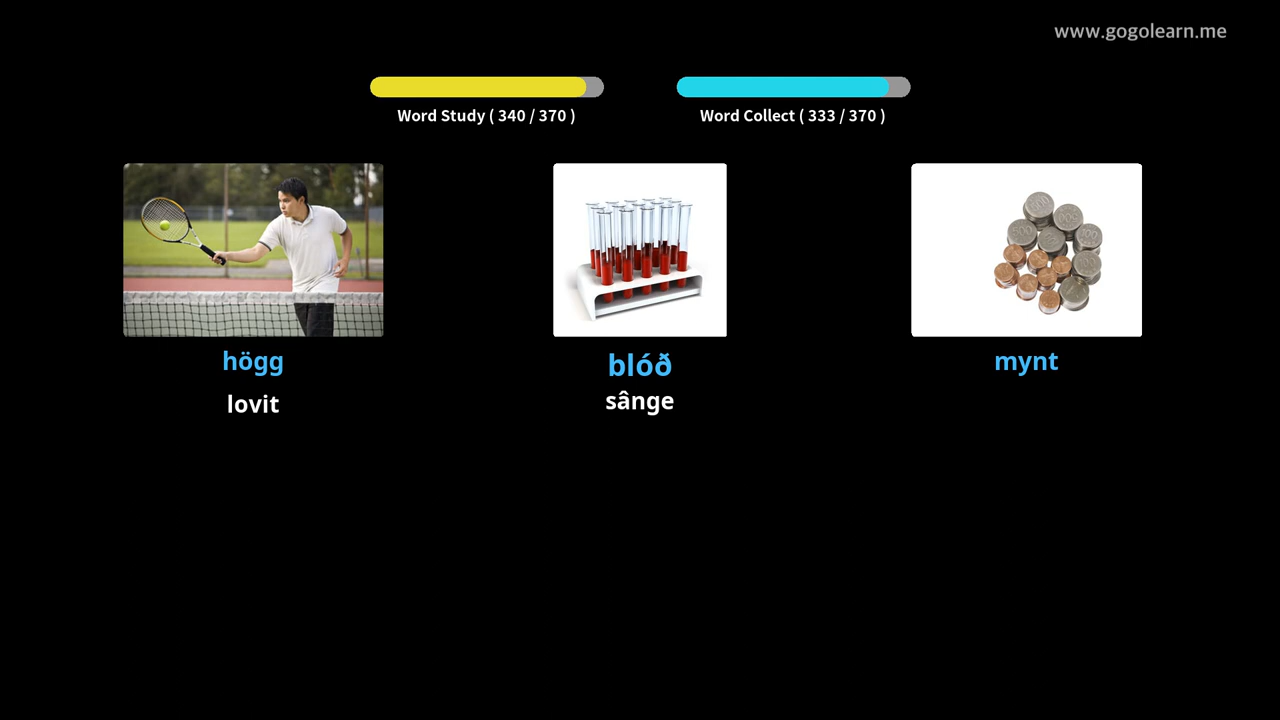 www.gogolearn.me
Word Study ( 340 / 370 )
Word Collect ( 333 / 370 )
högg
blóð
mynt
lovit
sânge